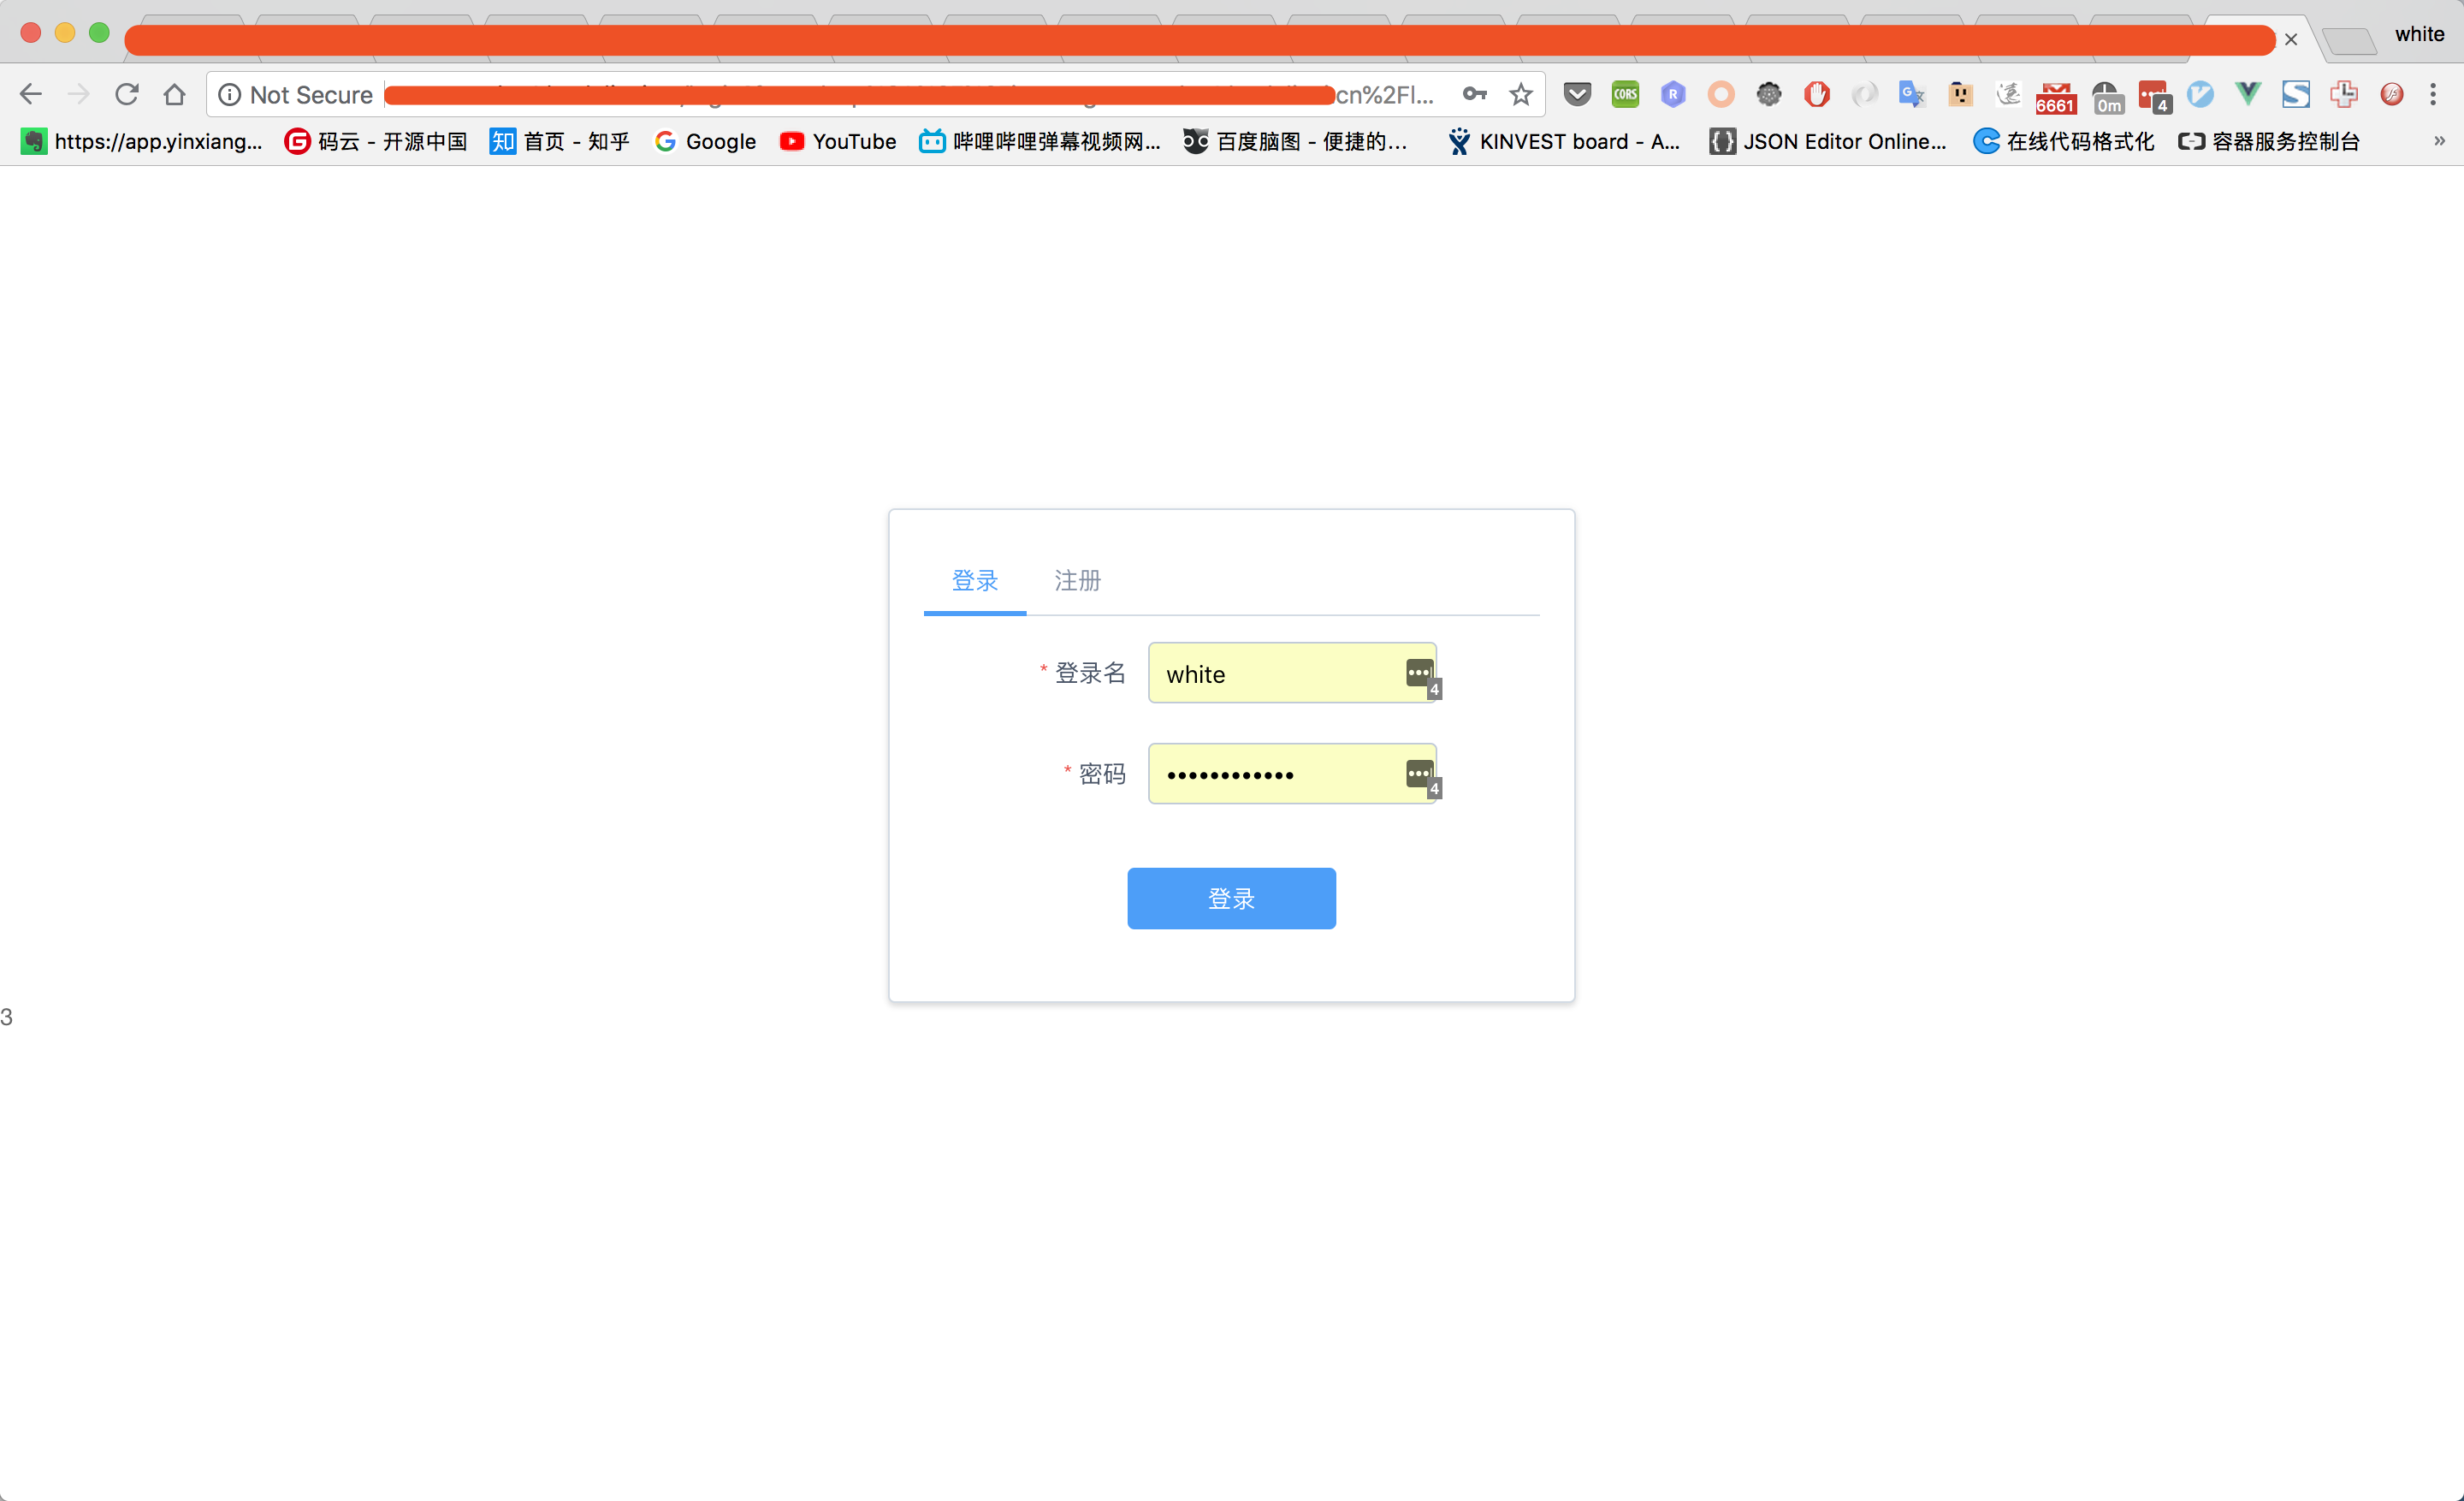 white
Not Secure
cn%2Fl...
CORS
6661
0m
4
https://app.yinxiang...
码云 - 开源中国
知 首页 - 知乎
Google
YouTube
哔哩哔哩弹幕视频网...
百度脑图 - 便捷的...
KINVEST board - A...
JSON Editor Online...
在线代码格式化
容器服务控制台
»
登录 注册
* 登录名 white
4
* 密码 ••••••••••••
4
登录
3